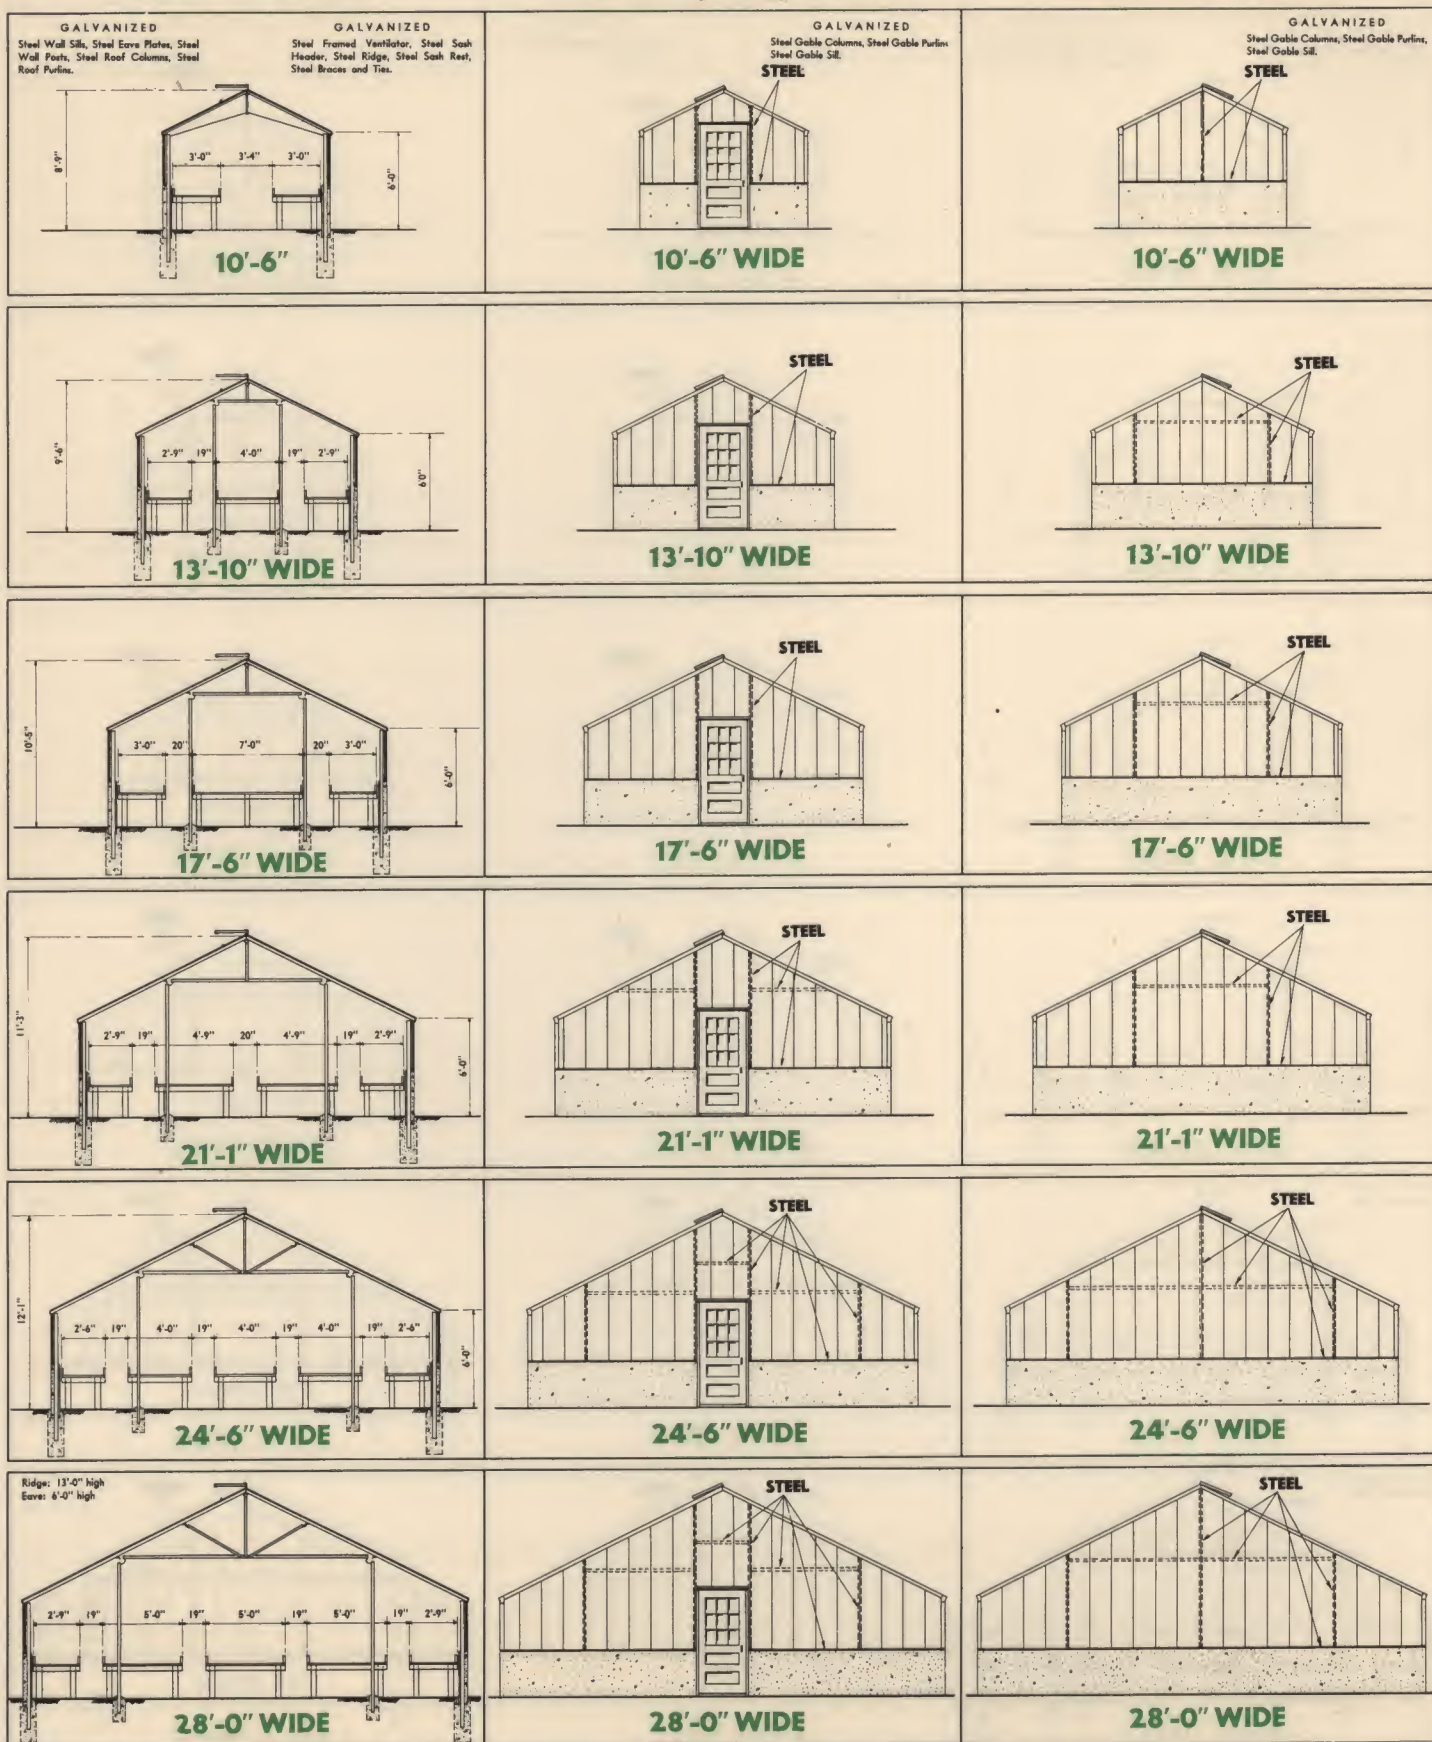 GALVANIZED
Steel Wall Sills, Steel Eave Plates, Steel
Wall Posts, Steel Roof Columns, Steel
Roof Purlins.
GALVANIZED
Steel Framed Ventilator, Steel Sash
Header, Steel Ridge, Steel Sash Rest,
Steel Braces and Ties.
8'-9"
3'-0" 3'-4" 3'-0"
6'-0"
10'-6"
GALVANIZED
Steel Gable Columns, Steel Gable Purlins
Steel Gable Sill.
STEEL
10'-6" WIDE
GALVANIZED
Steel Gable Columns, Steel Gable Purlins,
Steel Gable Sill.
STEEL
10'-6" WIDE
9'-6"
2'-9" 19" 4'-0" 19" 2'-9"
6'0"
13'-10" WIDE
STEEL
13'-10" WIDE
STEEL
13'-10" WIDE
10'-5"
3'-0" 20" 7'-0" 20" 3'-0"
6'-0"
17'-6" WIDE
STEEL
17'-6" WIDE
STEEL
17'-6" WIDE
11'-3"
2'-9" 19" 4'-9" 20" 4'-9" 19" 2'-9"
6'-0"
21'-1" WIDE
STEEL
21'-1" WIDE
STEEL
21'-1" WIDE
12'-1"
2'-6" 19" 4'-0" 19" 4'-0" 19" 4'-0" 19" 2'-6"
6'-0"
24'-6" WIDE
STEEL
24'-6" WIDE
STEEL
24'-6" WIDE
Ridge: 13'-0" high
Eave: 6'-0" high
2'-9" 19" 5'-0" 19" 5'-0" 19" 5'-0" 19" 2'-9"
28'-0" WIDE
STEEL
28'-0" WIDE
STEEL
28'-0" WIDE